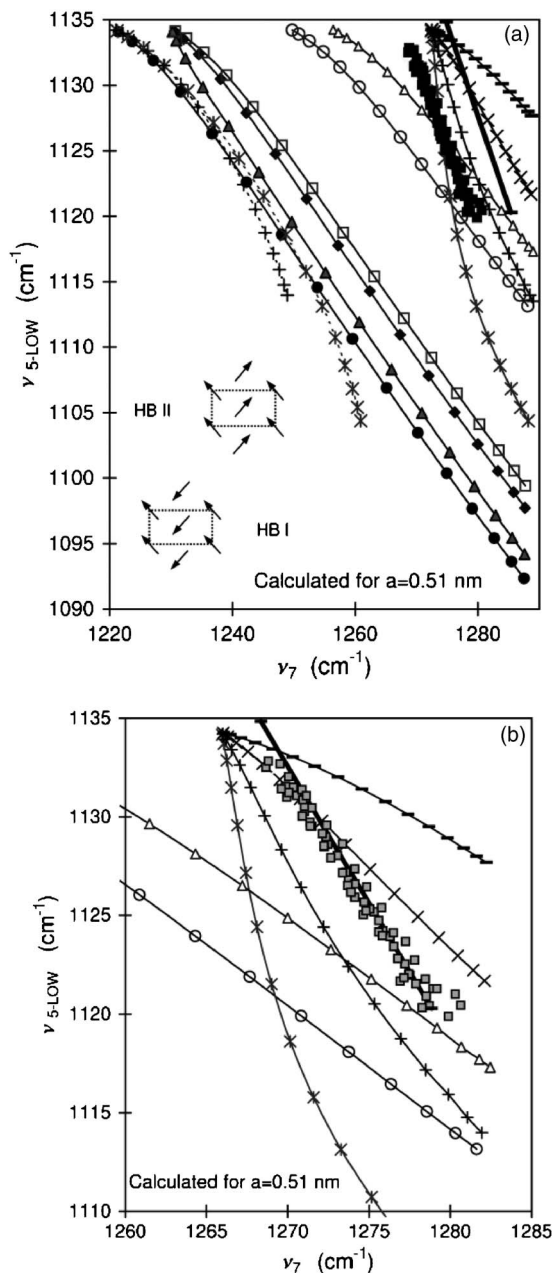 (a)
1135
1130
1125
1120
1115
1110
1105
1100
1095
1090
ν 5-LOW (cm⁻¹)
HB II
HB I
Calculated for a=0.51 nm
1220 1240 1260 1280
ν7 (cm⁻¹)
(b)
1135
1130
1125
1120
1115
1110
ν 5-LOW (cm⁻¹)
Calculated for a=0.51 nm
1260 1265 1270 1275 1280 1285
ν7 (cm⁻¹)